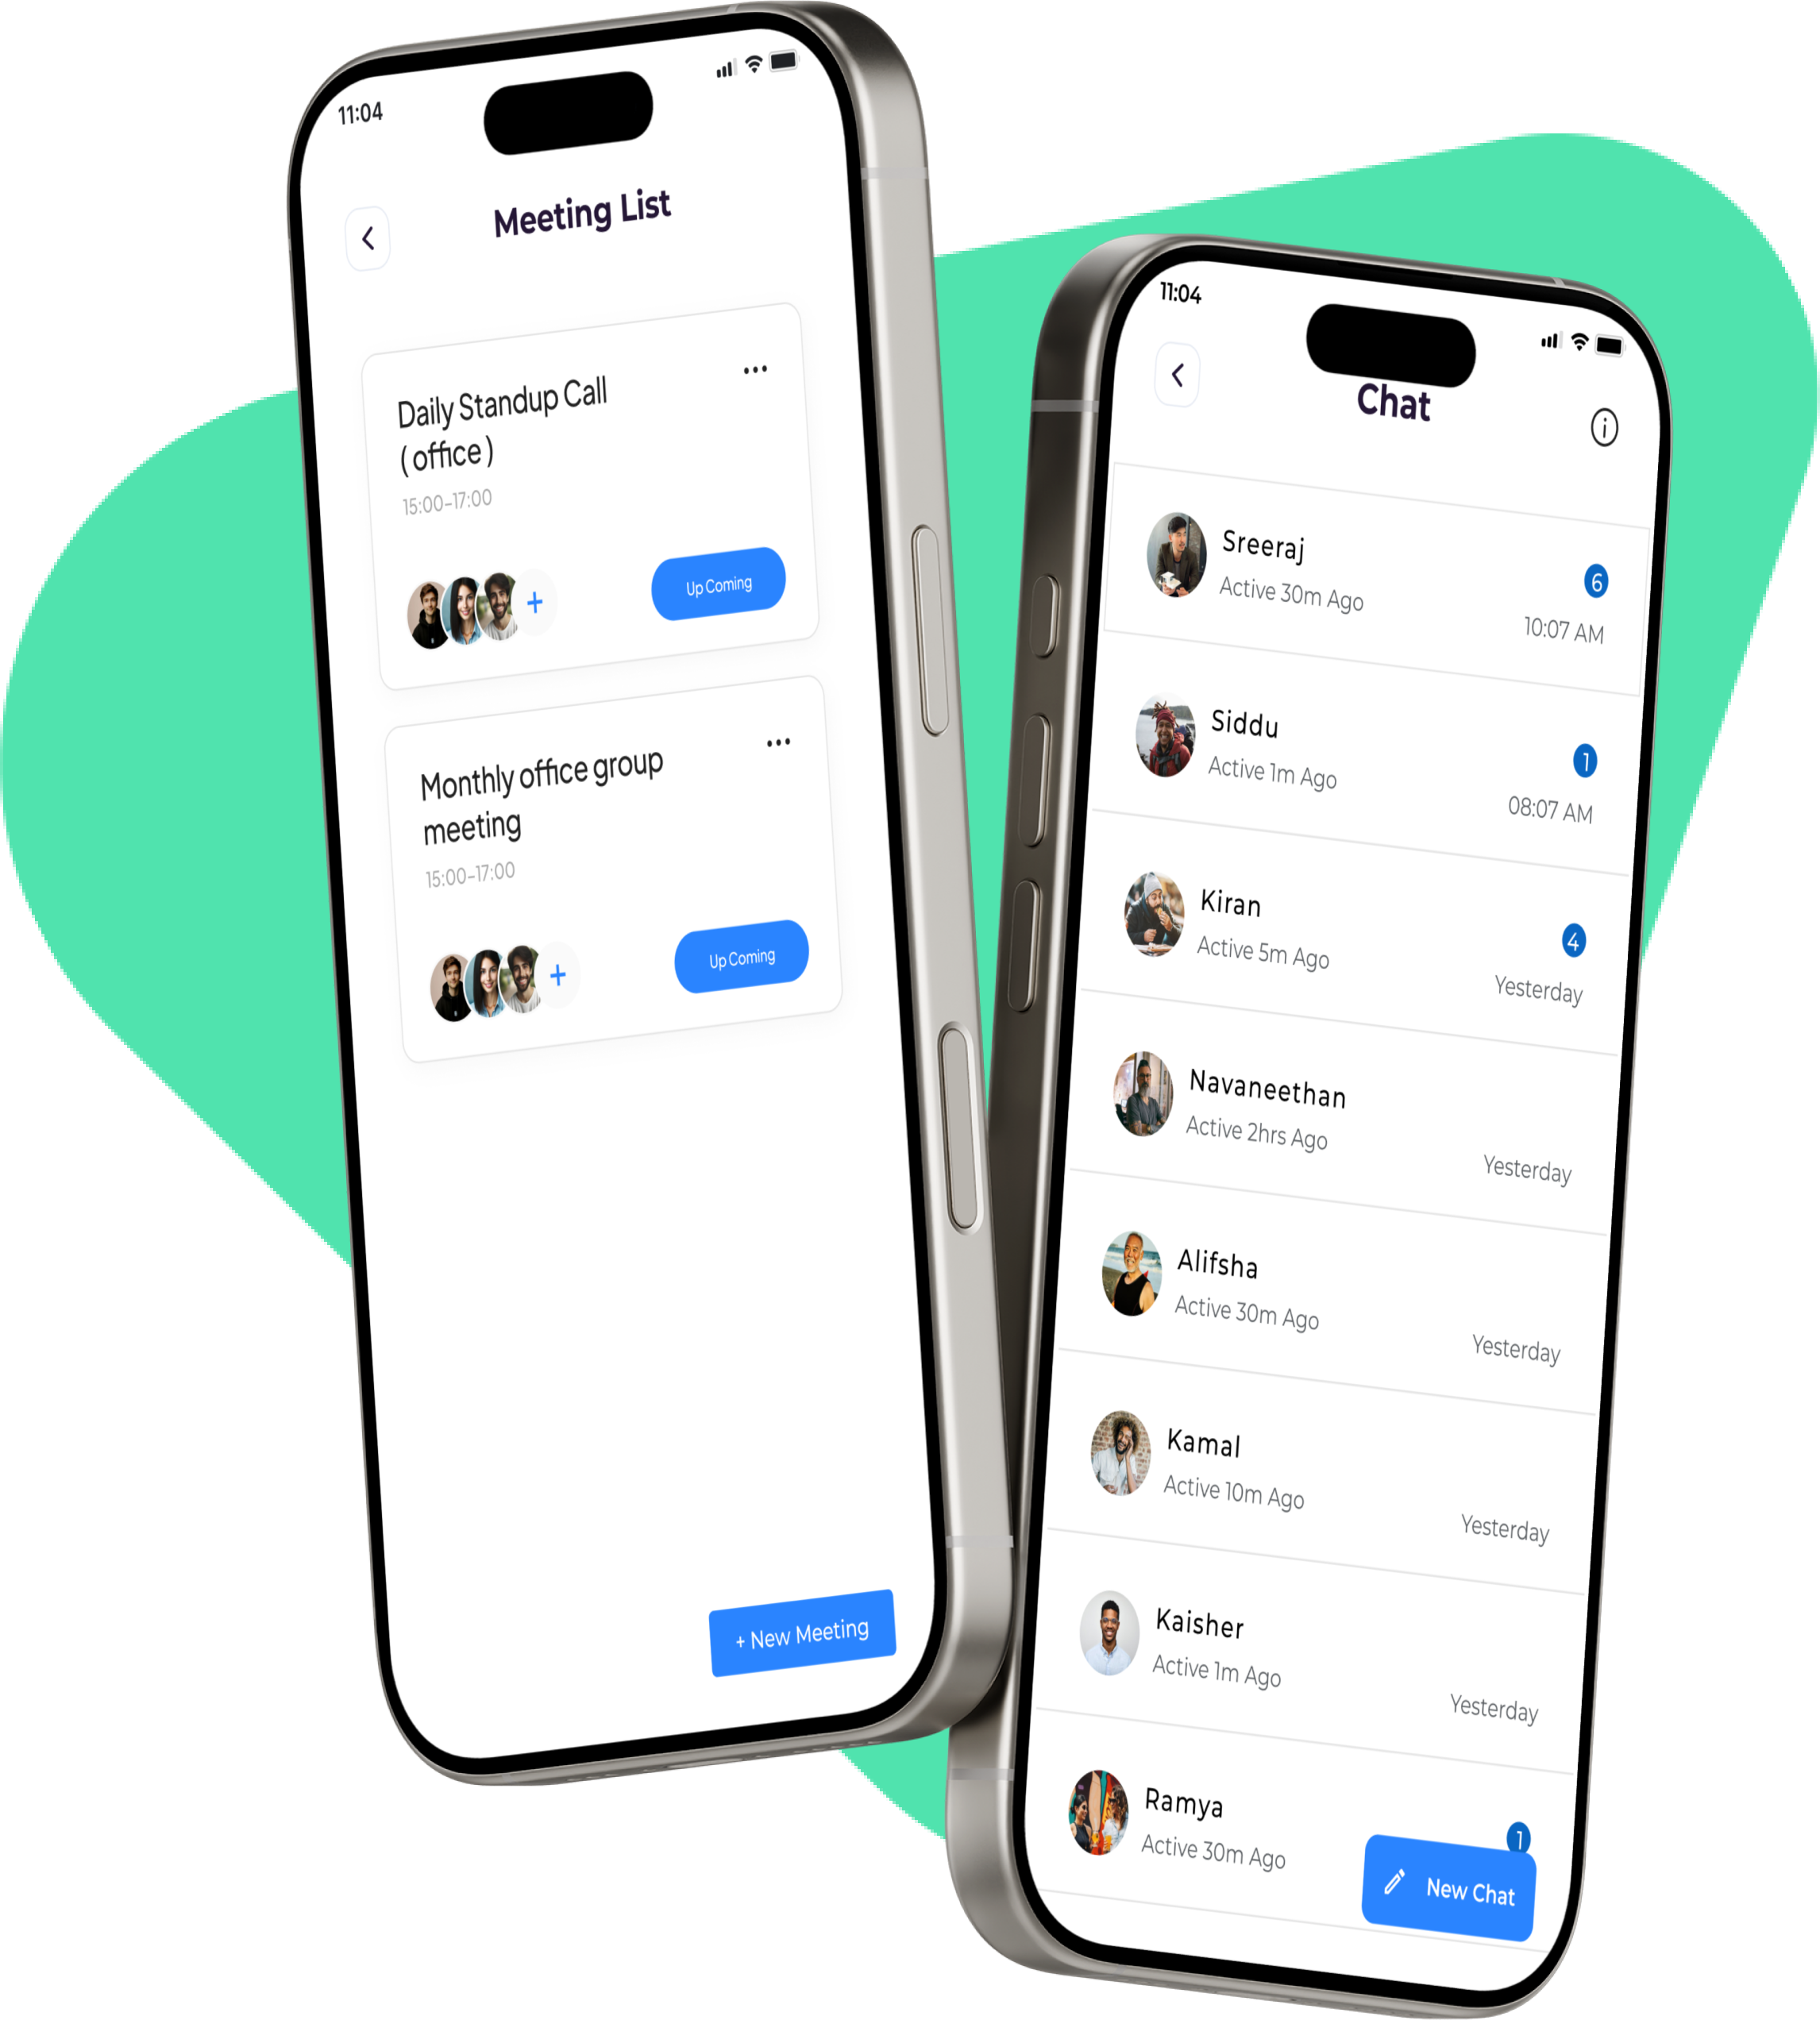 11:04
Meeting List
Daily Standup Call
( office )
15:00-17:00
+
Up Coming
Monthly office group
meeting
15:00-17:00
+
Up Coming
+ New Meeting
11:04
Chat
Sreeraj
6
Active 30m Ago
10:07 AM
Siddu
1
Active 1m Ago
08:07 AM
Kiran
4
Active 5m Ago
Yesterday
Navaneethan
Active 2hrs Ago
Yesterday
Alifsha
Active 30m Ago
Yesterday
Kamal
Active 10m Ago
Yesterday
Kaisher
Active 1m Ago
Yesterday
Ramya
1
Active 30m Ago
New Chat